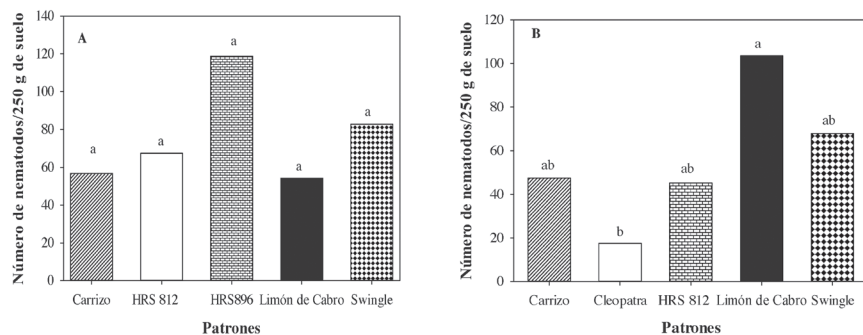 A
Número de nematodos/250 g de suelo
140
120
100
80
60
40
20
0
a
a
a
a
a
Carrizo
HRS 812
HRS896
Limón de Cabro
Swingle
Patrones
B
Número de nematodos/250 g de suelo
120
100
80
60
40
20
0
ab
b
ab
a
ab
Carrizo
Cleopatra
HRS 812
Limón de Cabro
Swingle
Patrones